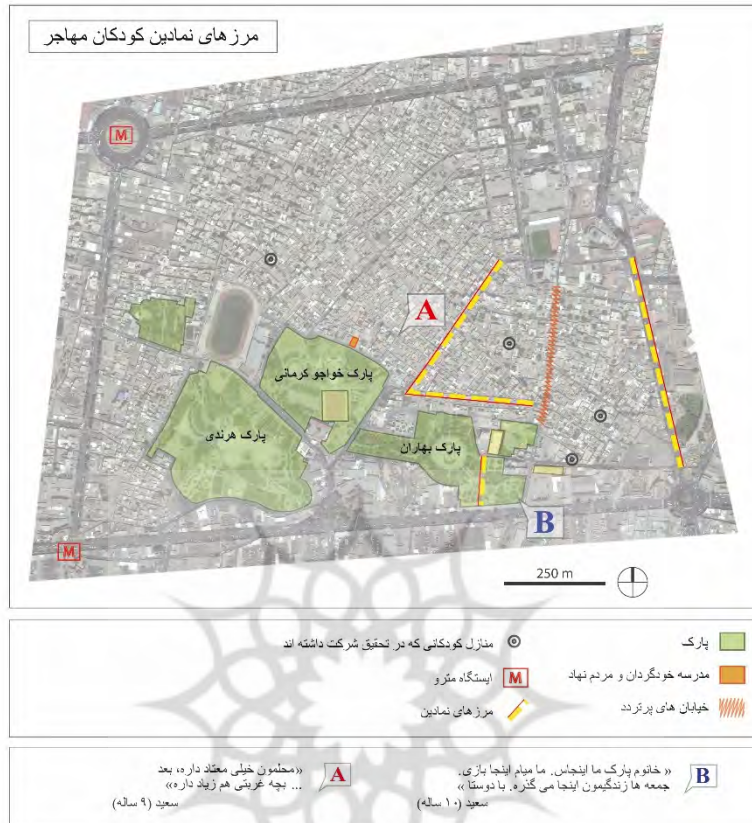 مرزهای نمادین کودکان مهاجر
M
A
پارک خواجو کرمانی
پارک هرندی
پارک بهاران
B
M
250 m
پارک
منازل کودکانی که در تحقیق شرکت داشته اند
مدرسه خودگردان و مردم نهاد
M ایستگاه مترو
خیابان های پرتردد
مرزهای نمادین
B
« خانوم پارک ما اینجاس. ما میام اینجا بازی.
جمعه ها زندگیمون اینجا می گذره. با دوستا »
سعید (۱۰ ساله)
A
«محلمون خیلی معتاد داره، بعد
... بچه غربتی هم زیاد داره»
سعید (۹ ساله)